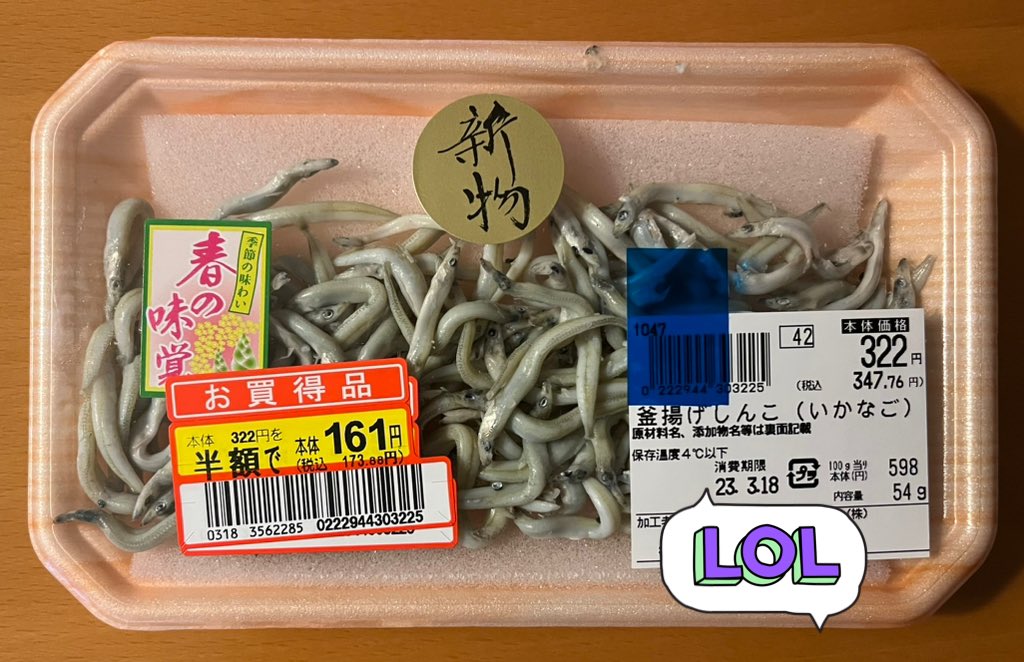 新
物
季節の味わい
春の
味覚
お買得品
本体 322円を
半額で
本体 161円
(税込 173.88円)
0318 3562285 0222944303225
1047
0 222944 303225
42
本体価格
322円
(税込 347.76円)
釜揚げしんこ (いかなご)
原材料名、添加物名等は裏面記載
保存温度4℃以下
消費期限
23. 3.18
プラ
100g当り
本体(円)
598
内容量
54g
加工者
(株)
LOL